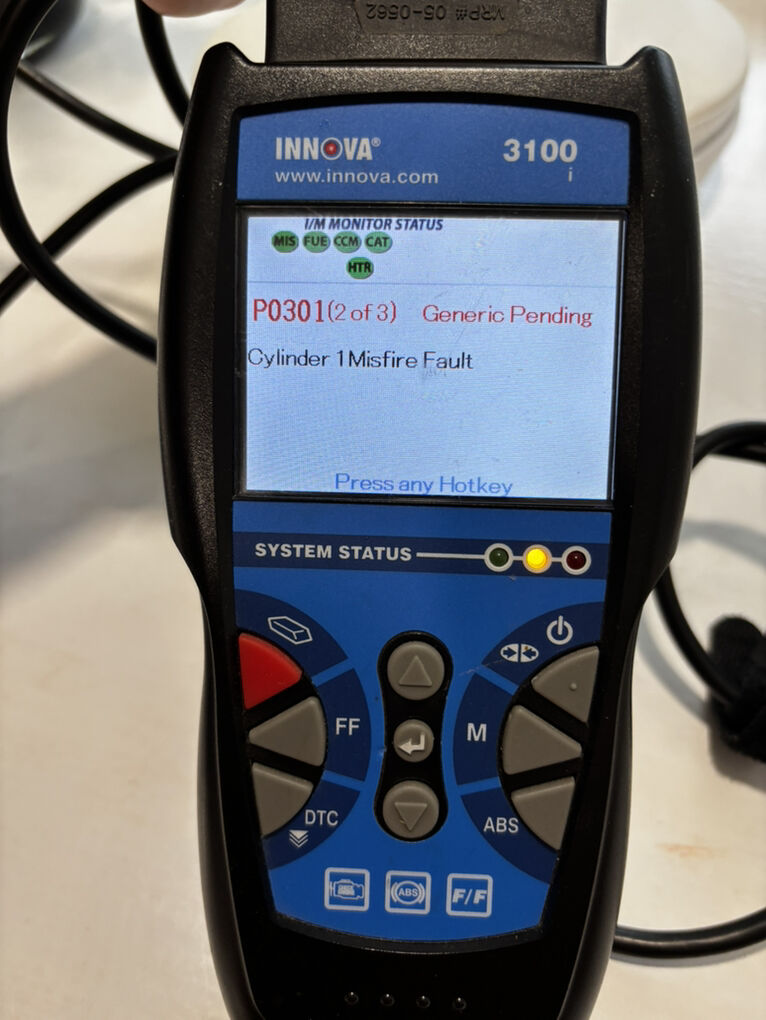 MRP# 05-0562
INNOVA® 3100
www.innova.com i
I/M MONITOR STATUS
MIS FUE CCM CAT
HTR
P0301(2 of 3) Generic Pending
Cylinder 1 Misfire Fault
Press any Hotkey
SYSTEM STATUS
FF M
DTC ABS
ABS F/F